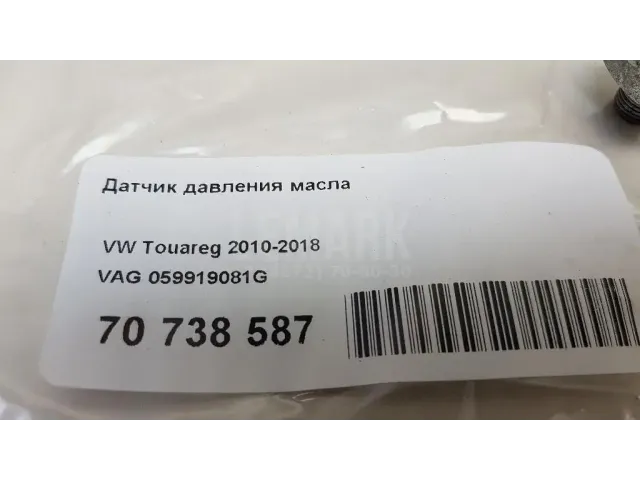 Датчик давления масла
VW Touareg 2010-2018
VAG 059919081G
70 738 587